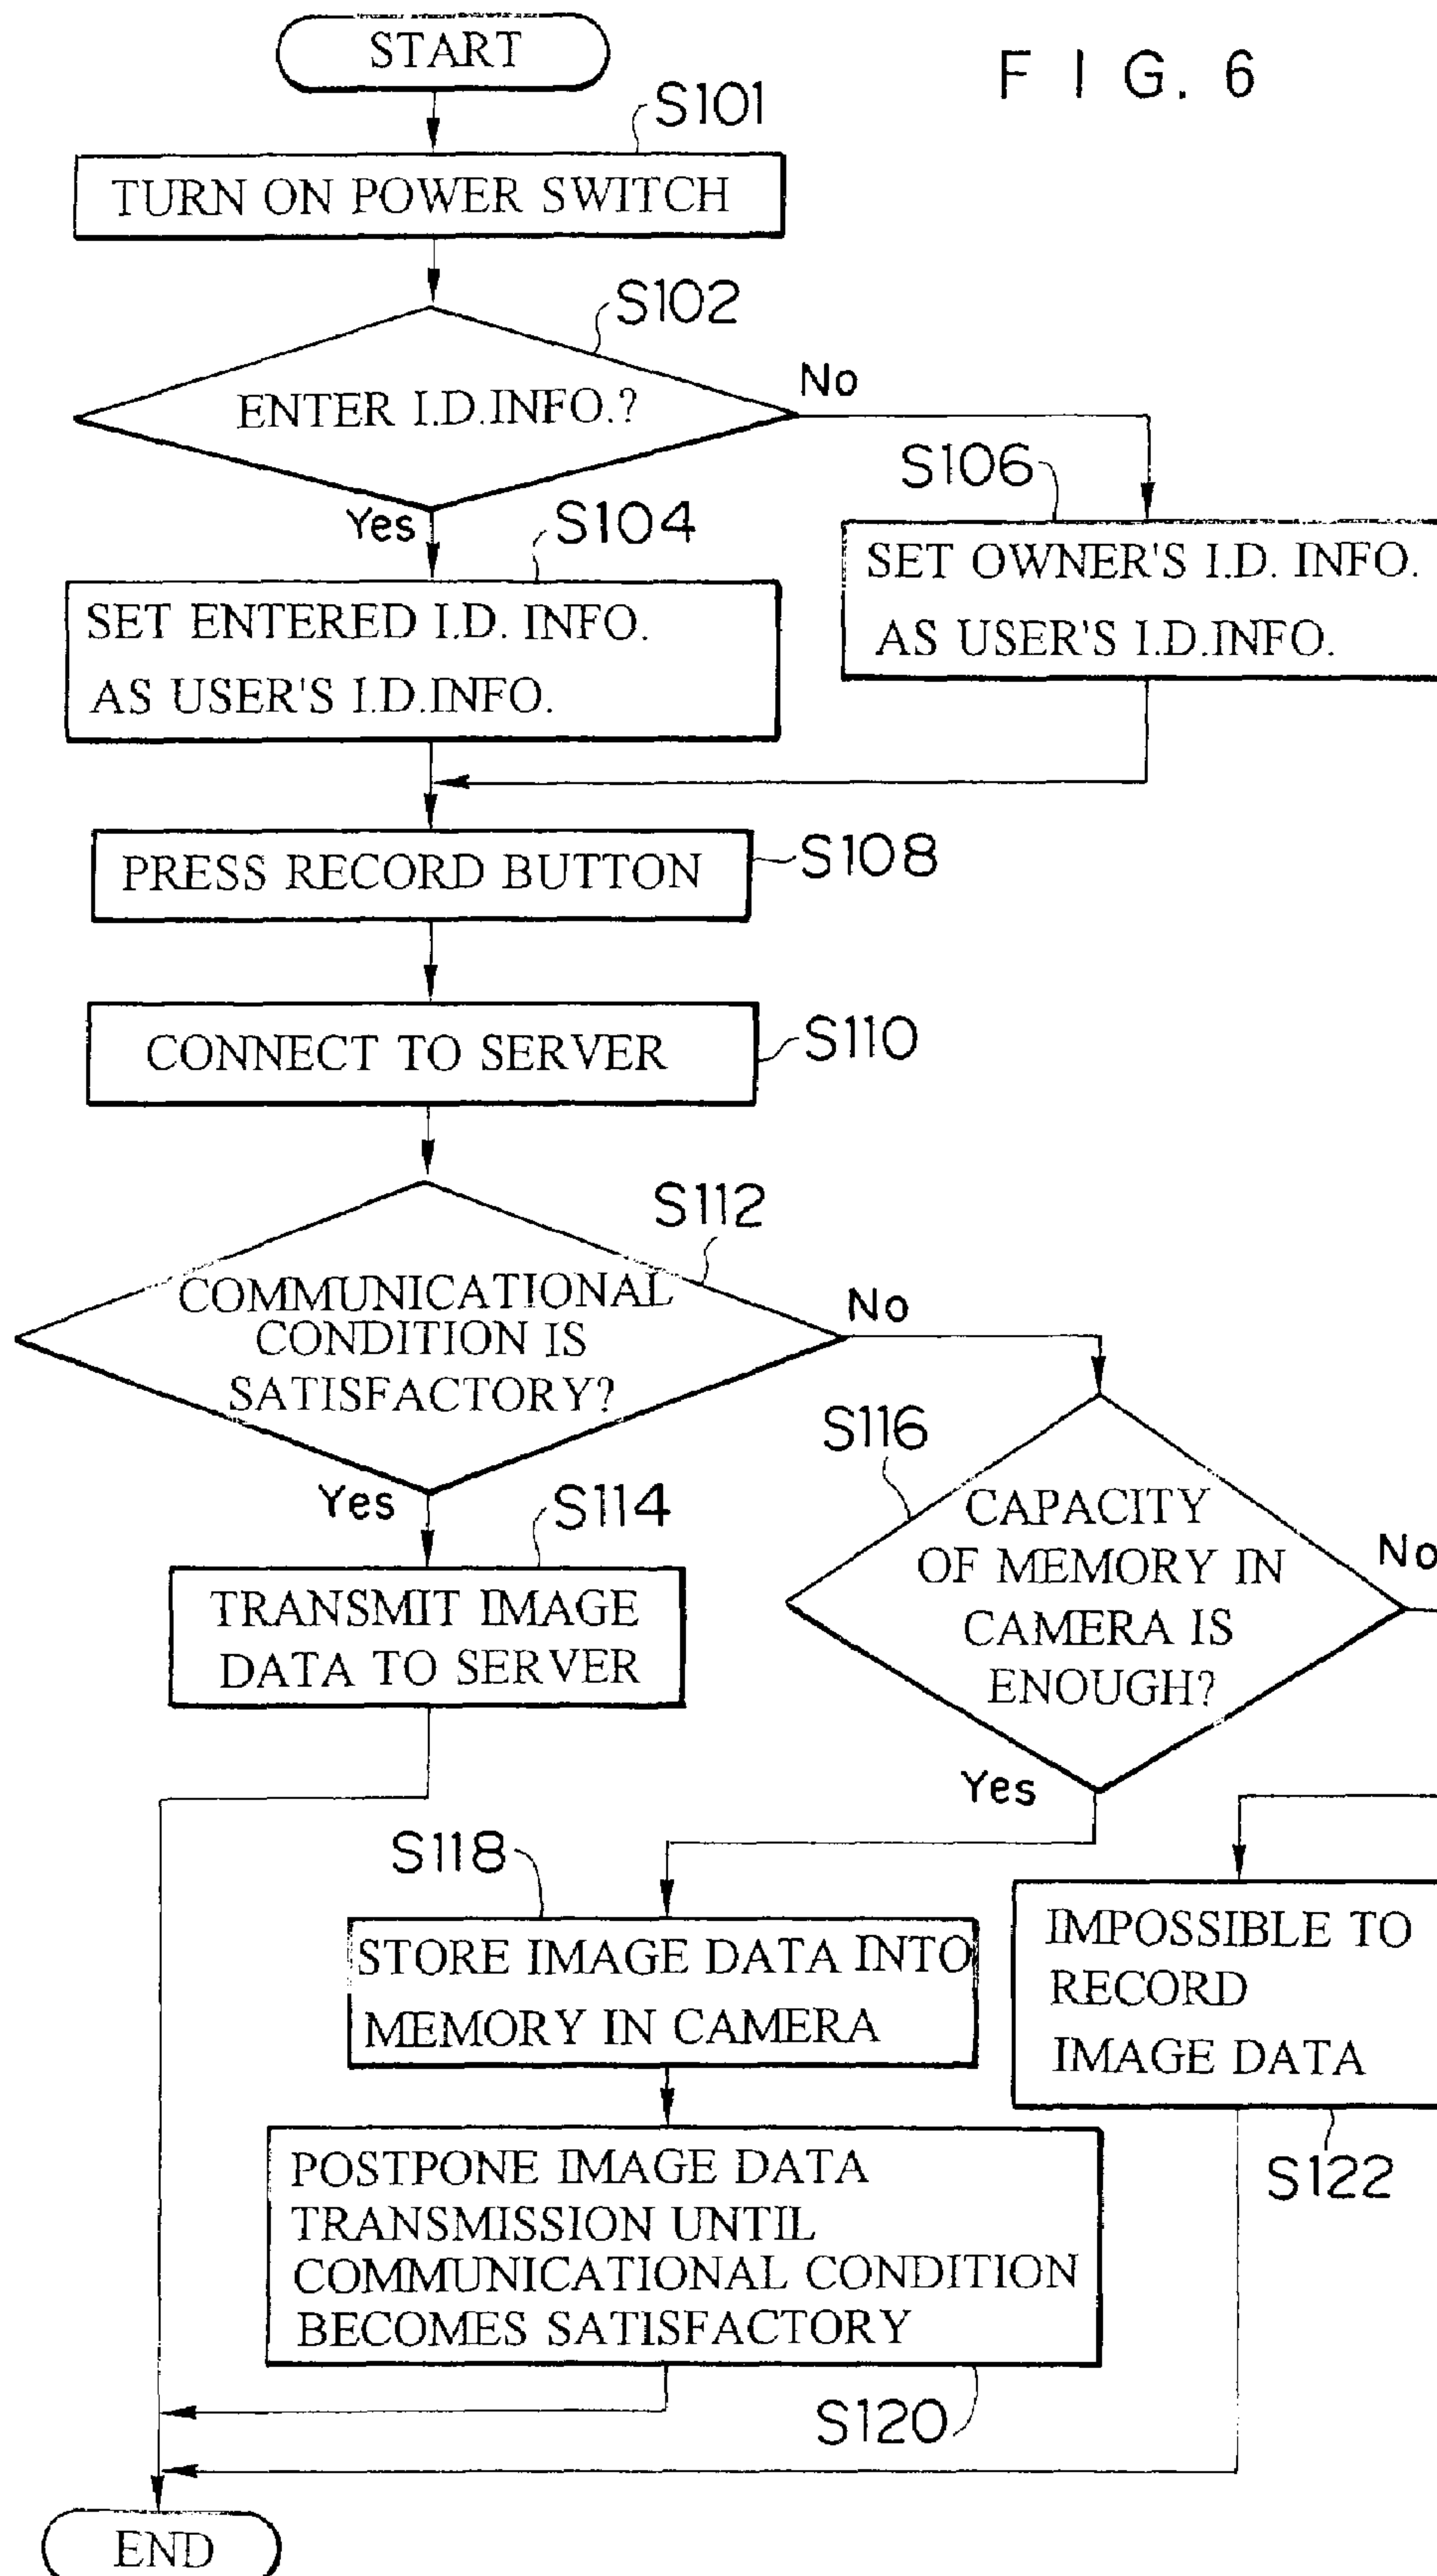 START
F I G. 6
S101
TURN ON POWER SWITCH
S102
ENTER I.D.INFO.?
No
Yes
S104
S106
SET OWNER'S I.D. INFO.
AS USER'S I.D.INFO.
SET ENTERED I.D. INFO.
AS USER'S I.D.INFO.
PRESS RECORD BUTTON
S108
CONNECT TO SERVER
S110
S112
COMMUNICATIONAL
CONDITION IS
SATISFACTORY?
No
Yes
S114
TRANSMIT IMAGE
DATA TO SERVER
S116
CAPACITY
OF MEMORY IN
CAMERA IS
ENOUGH?
No
Yes
S118
STORE IMAGE DATA INTO
MEMORY IN CAMERA
IMPOSSIBLE TO
RECORD
IMAGE DATA
S122
POSTPONE IMAGE DATA
TRANSMISSION UNTIL
COMMUNICATIONAL CONDITION
BECOMES SATISFACTORY
S120
END